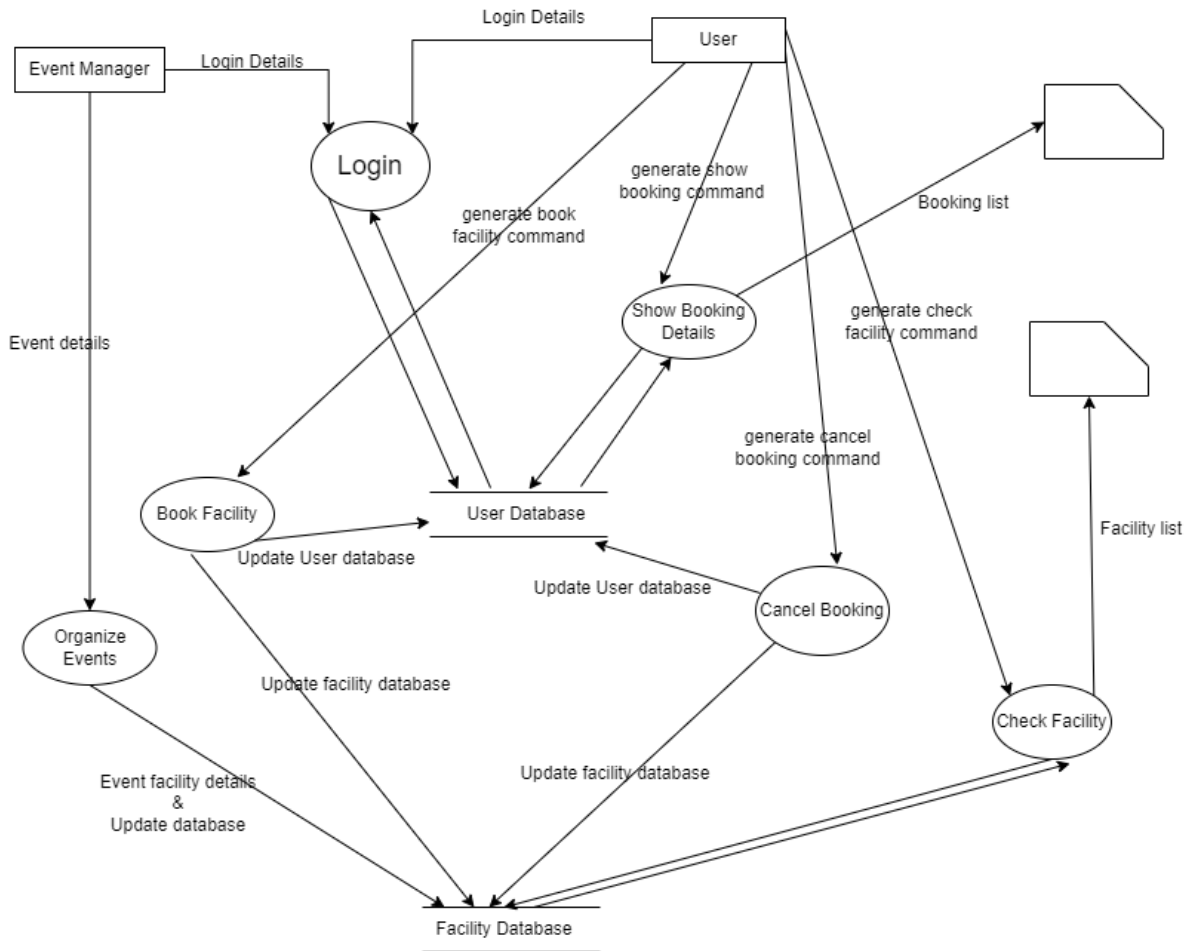 Login Details
User
Event Manager
Login Details
Login
generate show
booking command
Booking list
generate book
facility command
Show Booking
Details
generate check
facility command
Event details
generate cancel
booking command
Book Facility
User Database
Facility list
Update User database
Update User database
Cancel Booking
Organize
Events
Update facility database
Check Facility
Event facility details
&
Update database
Update facility database
Facility Database